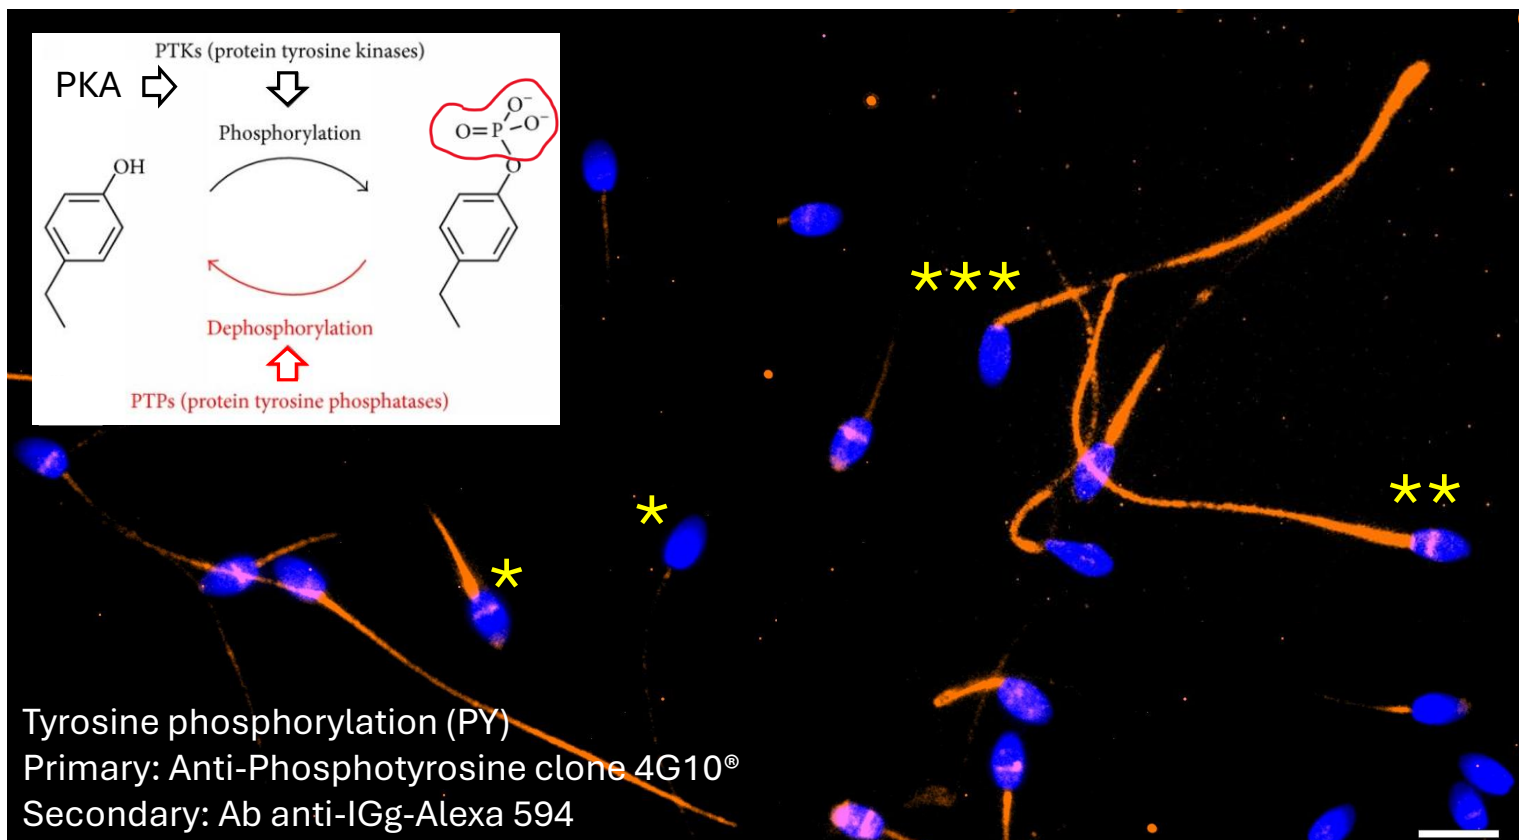 PTKs (protein tyrosine kinases)
PKA
Phosphorylation
OH
O=P
O⁻
O⁻
O
Dephosphorylation
PTPs (protein tyrosine phosphatases)
***
**
*
*
Tyrosine phosphorylation (PY)
Primary: Anti-Phosphotyrosine clone 4G10®
Secondary: Ab anti-IGg-Alexa 594